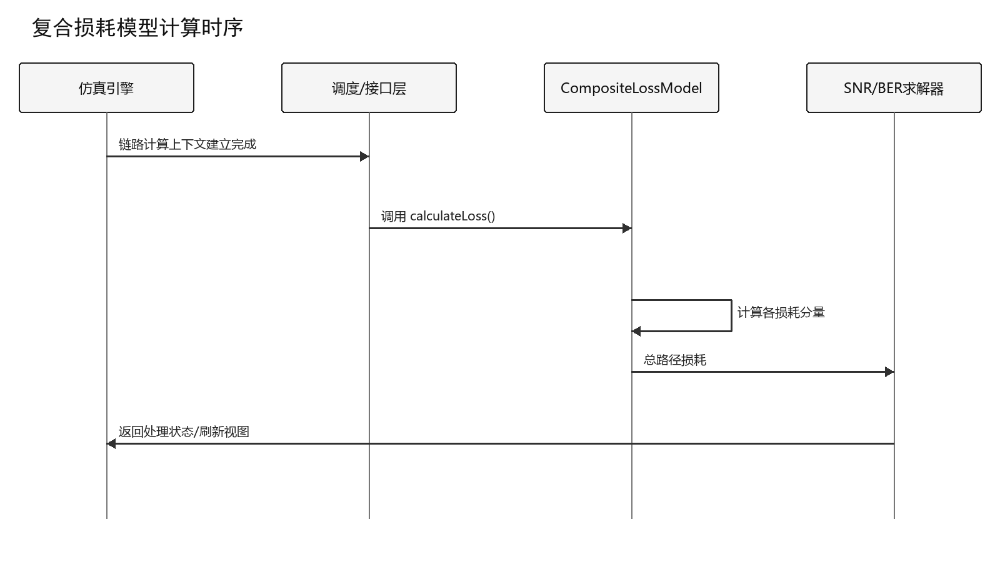 复合损耗模型计算时序
仿真引擎
调度/接口层
CompositeLossModel
SNR/BER求解器
链路计算上下文建立完成
调用 calculateLoss()
计算各损耗分量
总路径损耗
返回处理状态/刷新视图